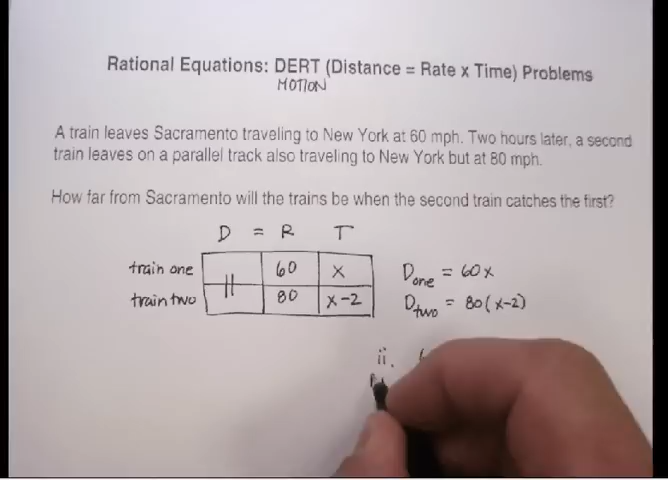 Rational Equations: DERT (Distance = Rate x Time) Problems
MOTION
A train leaves Sacramento traveling to New York at 60 mph. Two hours later, a second
train leaves on a parallel track also traveling to New York but at 80 mph.
How far from Sacramento will the trains be when the second train catches the first?
D = R T
train one 60 x D one = 60x
train two 80 x-2 D two = 80(x-2)
ii.